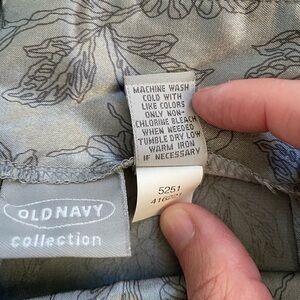 MACHINE WASH
COLD WITH
LIKE COLORS
ONLY NON-
CHLORINE BLEACH
WHEN NEEDED
TUMBLE DRY LOW
WARM IRON
IF NECESSARY
5251
OLD NAVY
collection